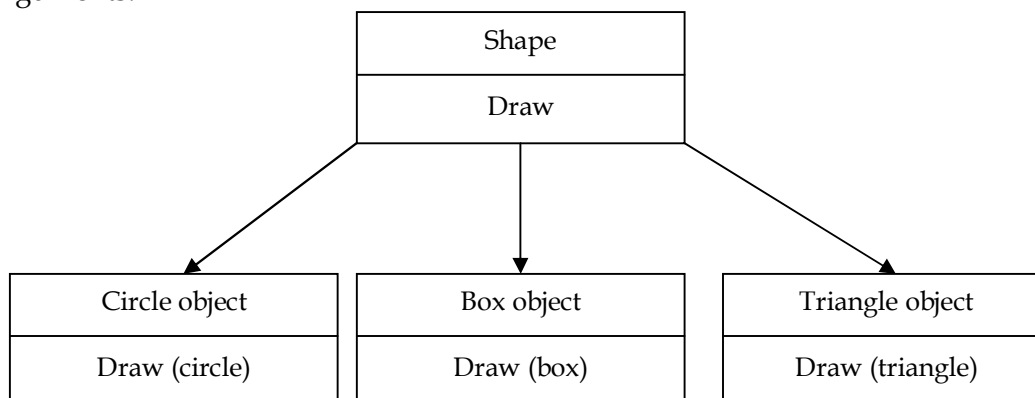 Shape
Draw
Circle object
Box object
Triangle object
Draw (circle)
Draw (box)
Draw (triangle)